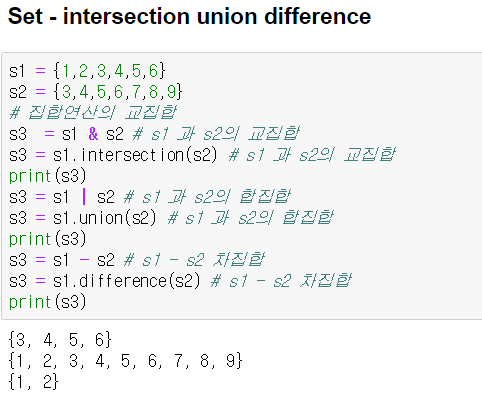 Set - intersection union difference
s1 = {1,2,3,4,5,6}
s2 = {3,4,5,6,7,8,9}
# 집합연산의 교집합
s3  = s1 & s2 # s1 과 s2의 교집합
s3 = s1.intersection(s2) # s1 과 s2의 교집합
print(s3)
s3 = s1 | s2 # s1 과 s2의 합집합
s3 = s1.union(s2) # s1 과 s2의 합집합
print(s3)
s3 = s1 - s2 # s1 - s2 차집합
s3 = s1.difference(s2) # s1 - s2 차집합
print(s3)
{3, 4, 5, 6}
{1, 2, 3, 4, 5, 6, 7, 8, 9}
{1, 2}